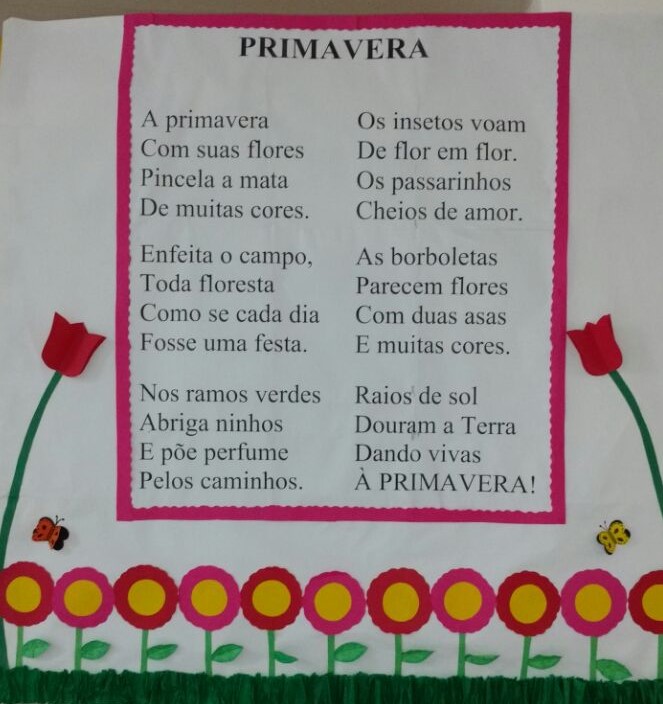 PRIMAVERA
A primavera
Com suas flores
Pincela a mata
De muitas cores.
Enfeita o campo,
Toda floresta
Como se cada dia
Fosse uma festa.
Nos ramos verdes
Abriga ninhos
E põe perfume
Pelos caminhos.
Os insetos voam
De flor em flor.
Os passarinhos
Cheios de amor.
As borboletas
Parecem flores
Com duas asas
E muitas cores.
Raios de sol
Douram a Terra
Dando vivas
À PRIMAVERA!